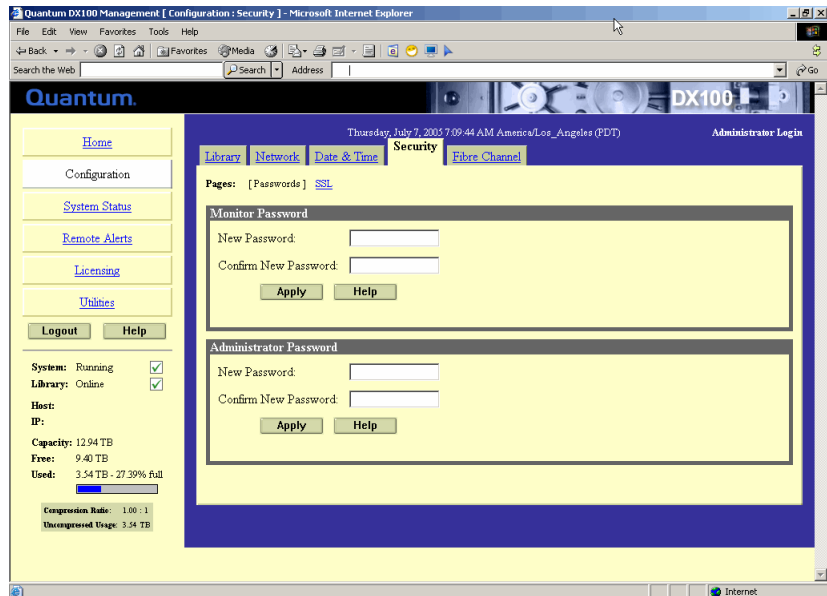 Quantum DX100 Management [ Configuration : Security ] - Microsoft Internet Explorer
File Edit View Favorites Tools Help
Back Favorites Media
Search the Web Search Address Go
Quantum. DX100
Thursday, July 7, 2005 7:09:44 AM America/Los_Angeles (PDT) Administrator Login
Home
Configuration
System Status
Remote Alerts
Licensing
Utilities
Logout Help
System: Running
Library: Online
Host:
IP:
Capacity: 12.94 TB
Free: 9.40 TB
Used: 3.54 TB - 27.39% full
Compression Ratio: 1.00 : 1
Uncompressed Usage: 3.54 TB
Library Network Date & Time Security Fibre Channel
Pages: [ Passwords ] SSL
Monitor Password
New Password:
Confirm New Password:
Apply Help
Administrator Password
New Password:
Confirm New Password:
Apply Help
Internet